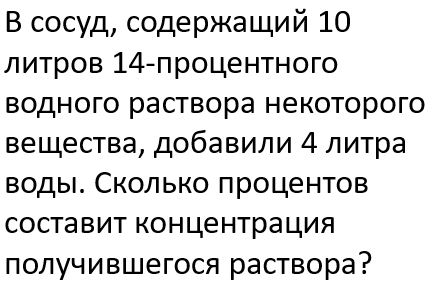 В сосуд, содержащий 10
литров 14-процентного
водного раствора некоторого
вещества, добавили 4 литра
воды. Сколько процентов
составит концентрация
получившегося раствора?